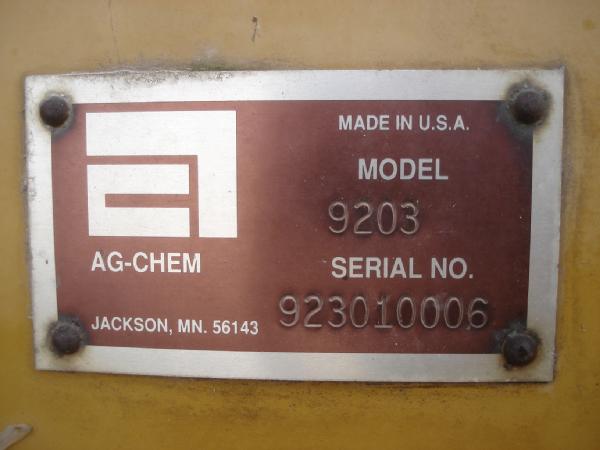 MADE IN U.S.A.
MODEL
9203
AG-CHEM
SERIAL NO.
JACKSON, MN. 56143
923010006